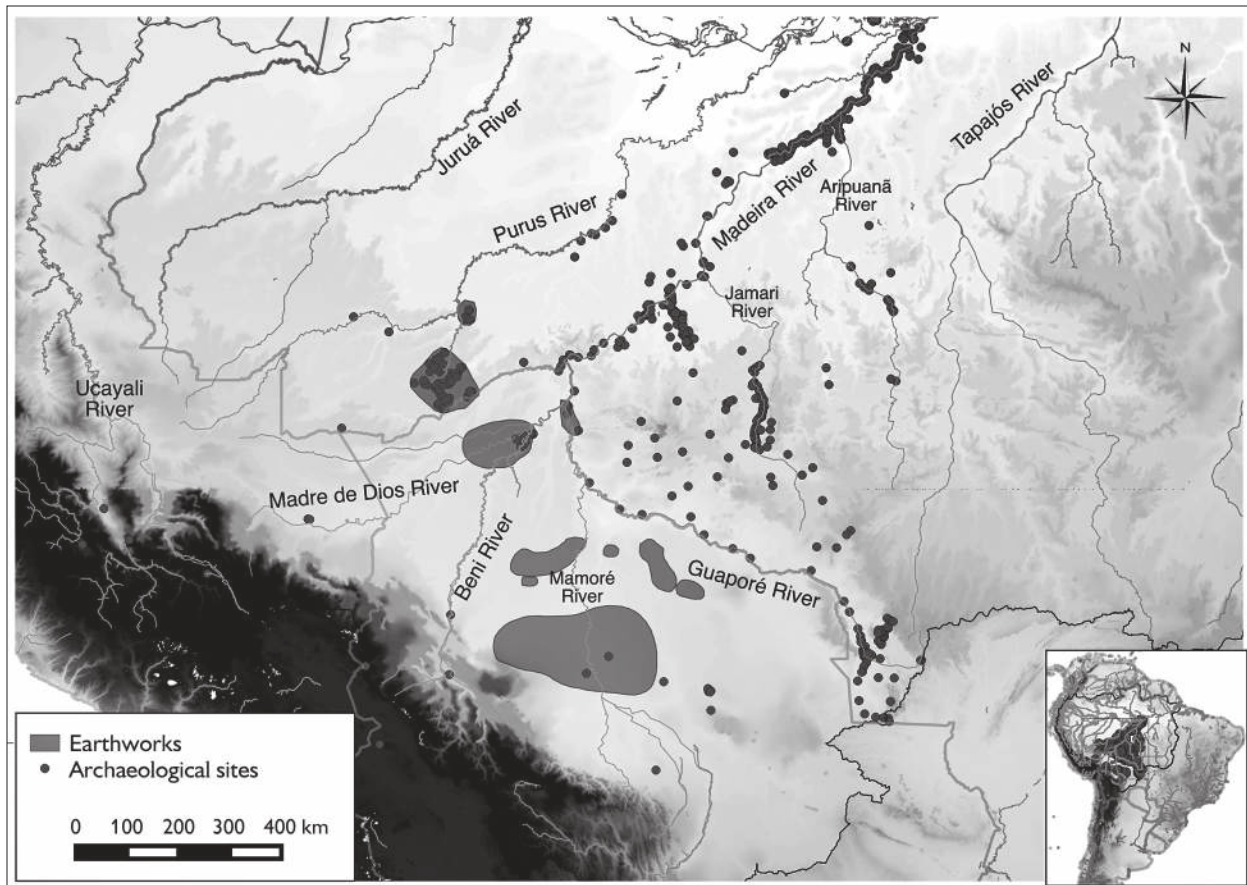 N
Juruá River
Tapajós River
Purus River
Madeira River
Aripuanã
River
Jamari
River
Ucayali
River
Madre de Dios River
Beni River
Mamoré
River
Guaporé River
Earthworks
Archaeological sites
0 100 200 300 400 km